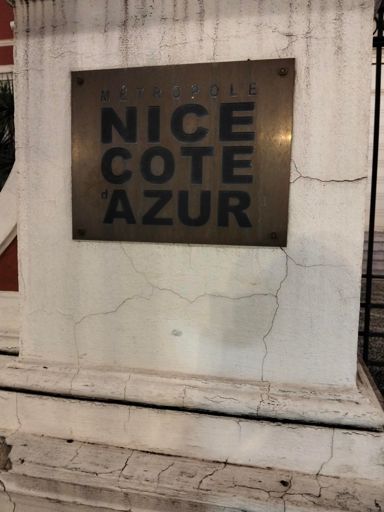 MÉTROPOLE
NICE
COTE
d'AZUR